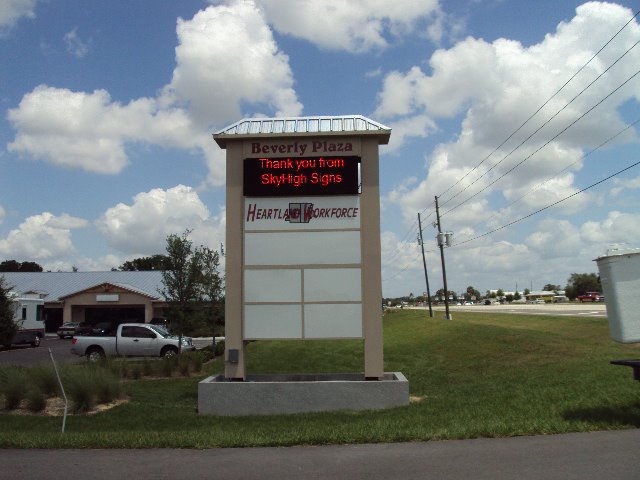 Beverly Plaza
Thank you from
SkyHigh Signs
HEARTLAND WORKFORCE